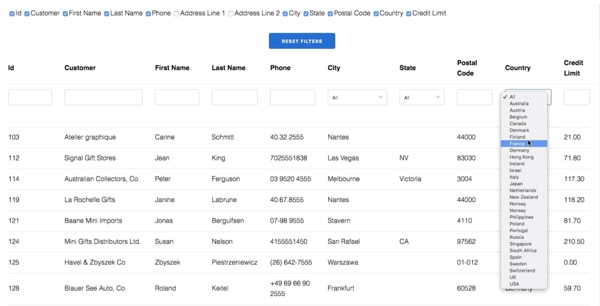 Id Customer First Name Last Name Phone Address Line 1 Address Line 2 City State Postal Code Country Credit Limit
RESET FILTERS
Id Customer First Name Last Name Phone City State Postal Code Country Credit Limit
All All
✓ All
Australia
Austria
Belgium
Canada
Denmark
Finland
France
Germany
Hong Kong
Ireland
Israel
Italy
Japan
Netherlands
New Zealand
Norway
Norway
Philippines
Poland
Portugal
Russia
Singapore
South Africa
Spain
Sweden
Switzerland
UK
USA
103 Atelier graphique Carine Schmitt 40.32.2555 Nantes 44000 21.00
112 Signal Gift Stores Jean King 7025551838 Las Vegas NV 83030 71.80
114 Australian Collectors, Co. Peter Ferguson 03 9520 4555 Melbourne Victoria 3004 117.30
119 La Rochelle Gifts Janine Labrune 40.67.8555 Nantes 44000 118.20
121 Baane Mini Imports Jonas Bergulfsen 07-98 9555 Stavern 4110 81.70
124 Mini Gifts Distributors Ltd. Susan Nelson 4155551450 San Rafael CA 97562 210.50
125 Havel & Zbyszek Co Zbyszek Piestrzeniewicz (26) 642-7555 Warszawa 01-012 0.00
128 Blauer See Auto, Co. Roland Keitel +49 69 66 90 2555 Frankfurt 60528 Germany 59.70